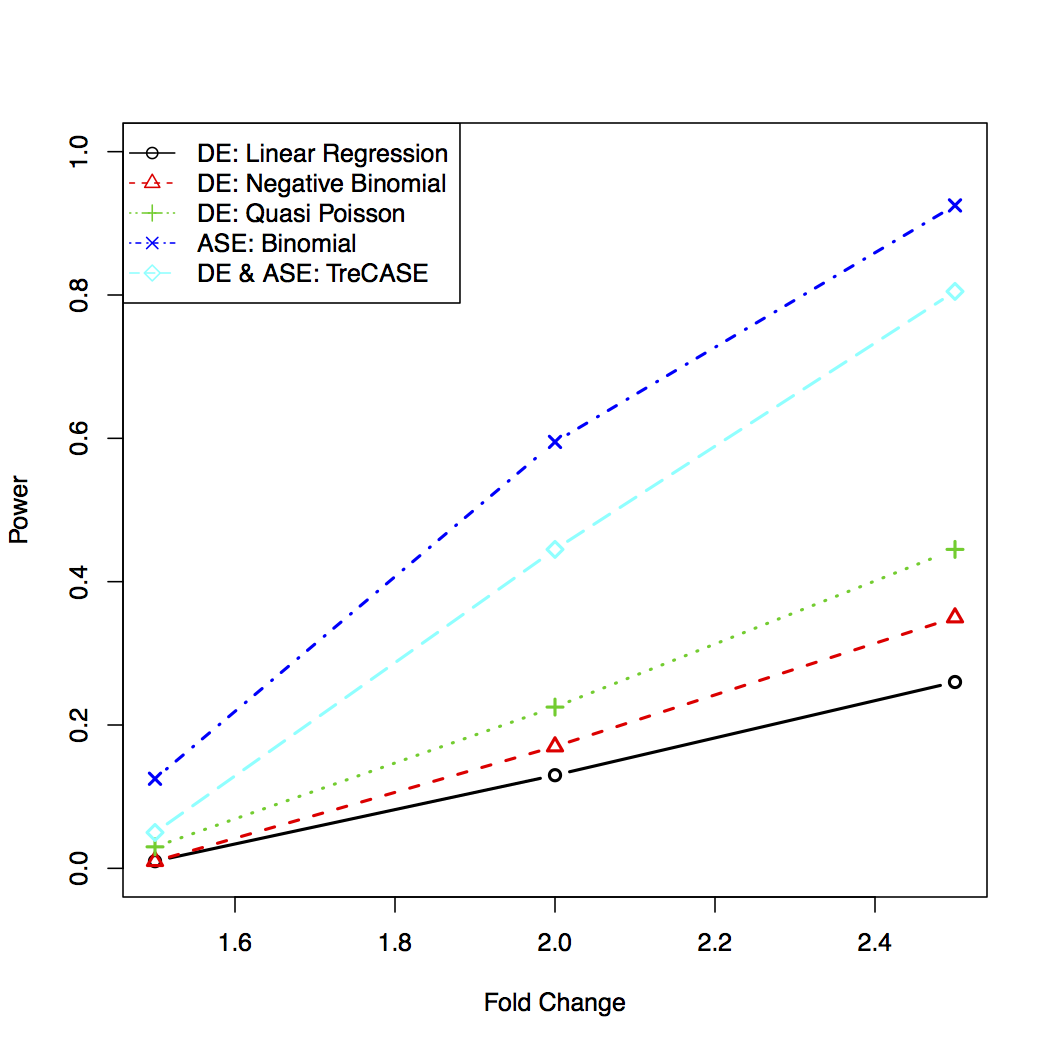 DE: Linear Regression
DE: Negative Binomial
DE: Quasi Poisson
ASE: Binomial
DE & ASE: TreCASE
Power
1.0
0.8
0.6
0.4
0.2
0.0
1.6 1.8 2.0 2.2 2.4
Fold Change